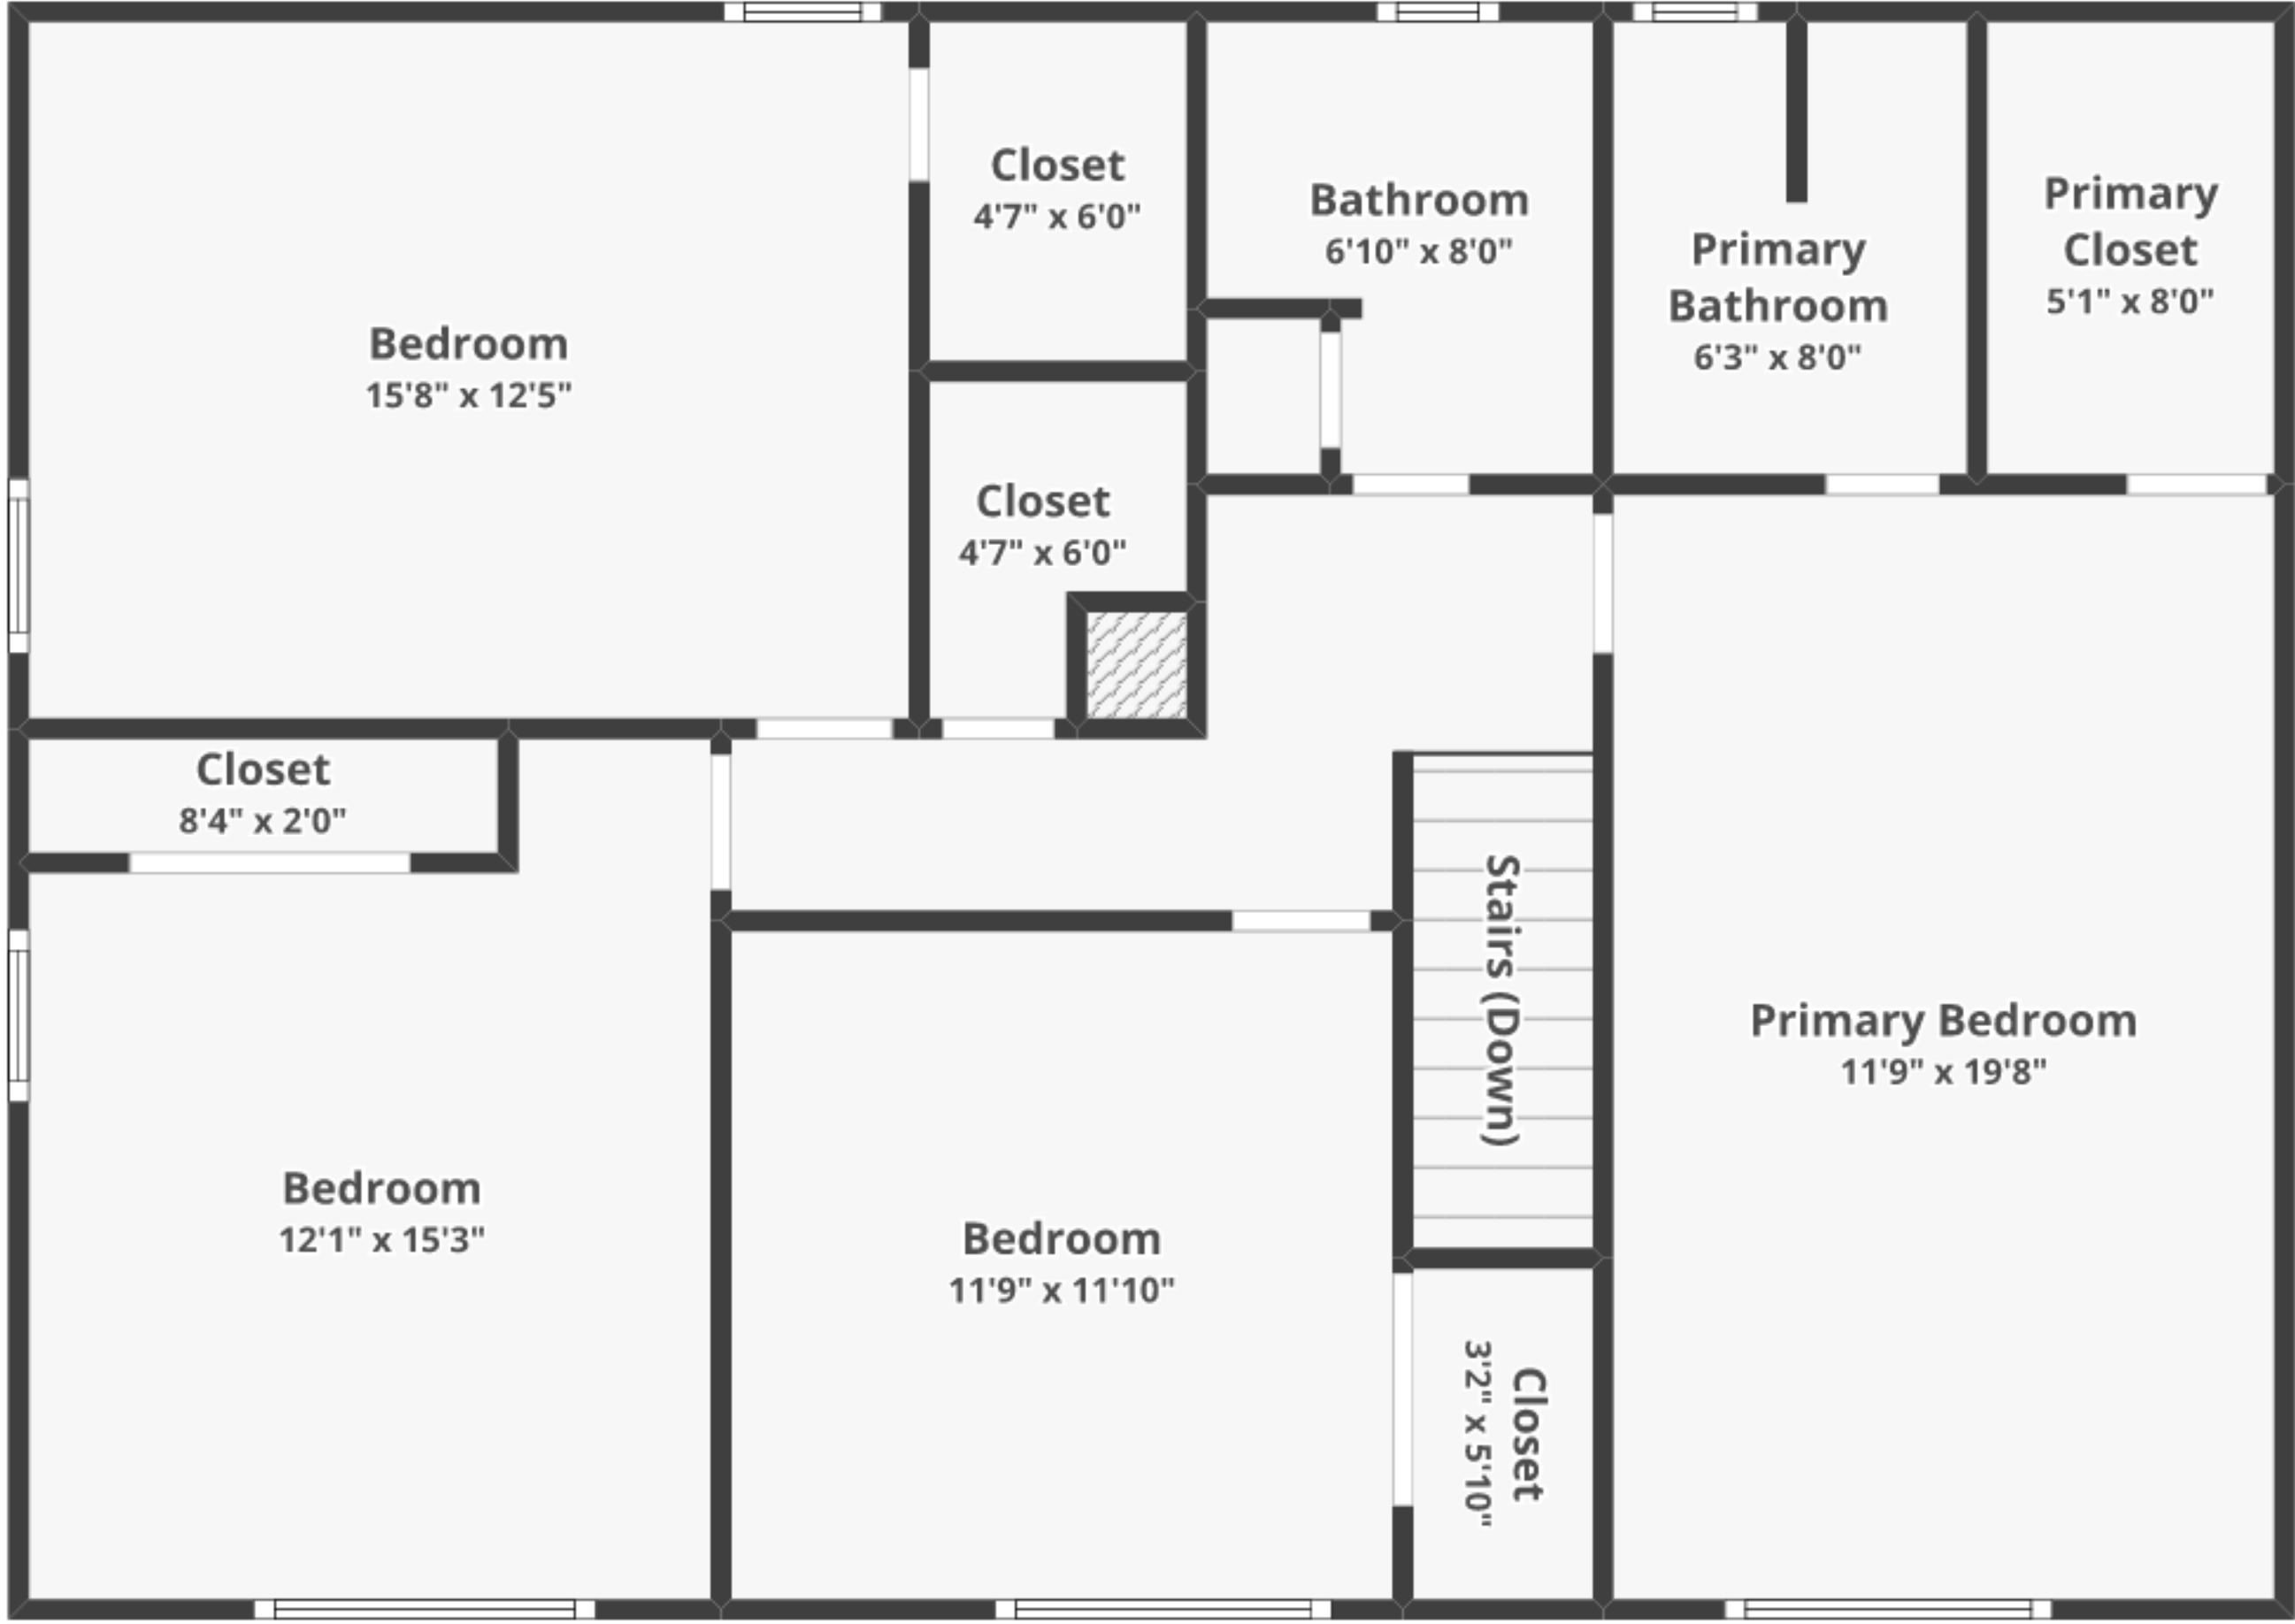 Closet
4'7" x 6'0"
Bathroom
6'10" x 8'0"
Primary
Bathroom
6'3" x 8'0"
Primary
Closet
5'1" x 8'0"
Bedroom
15'8" x 12'5"
Closet
4'7" x 6'0"
Closet
8'4" x 2'0"
Stairs (Down)
Primary Bedroom
11'9" x 19'8"
Bedroom
12'1" x 15'3"
Bedroom
11'9" x 11'10"
Closet
3'2" x 5'10"